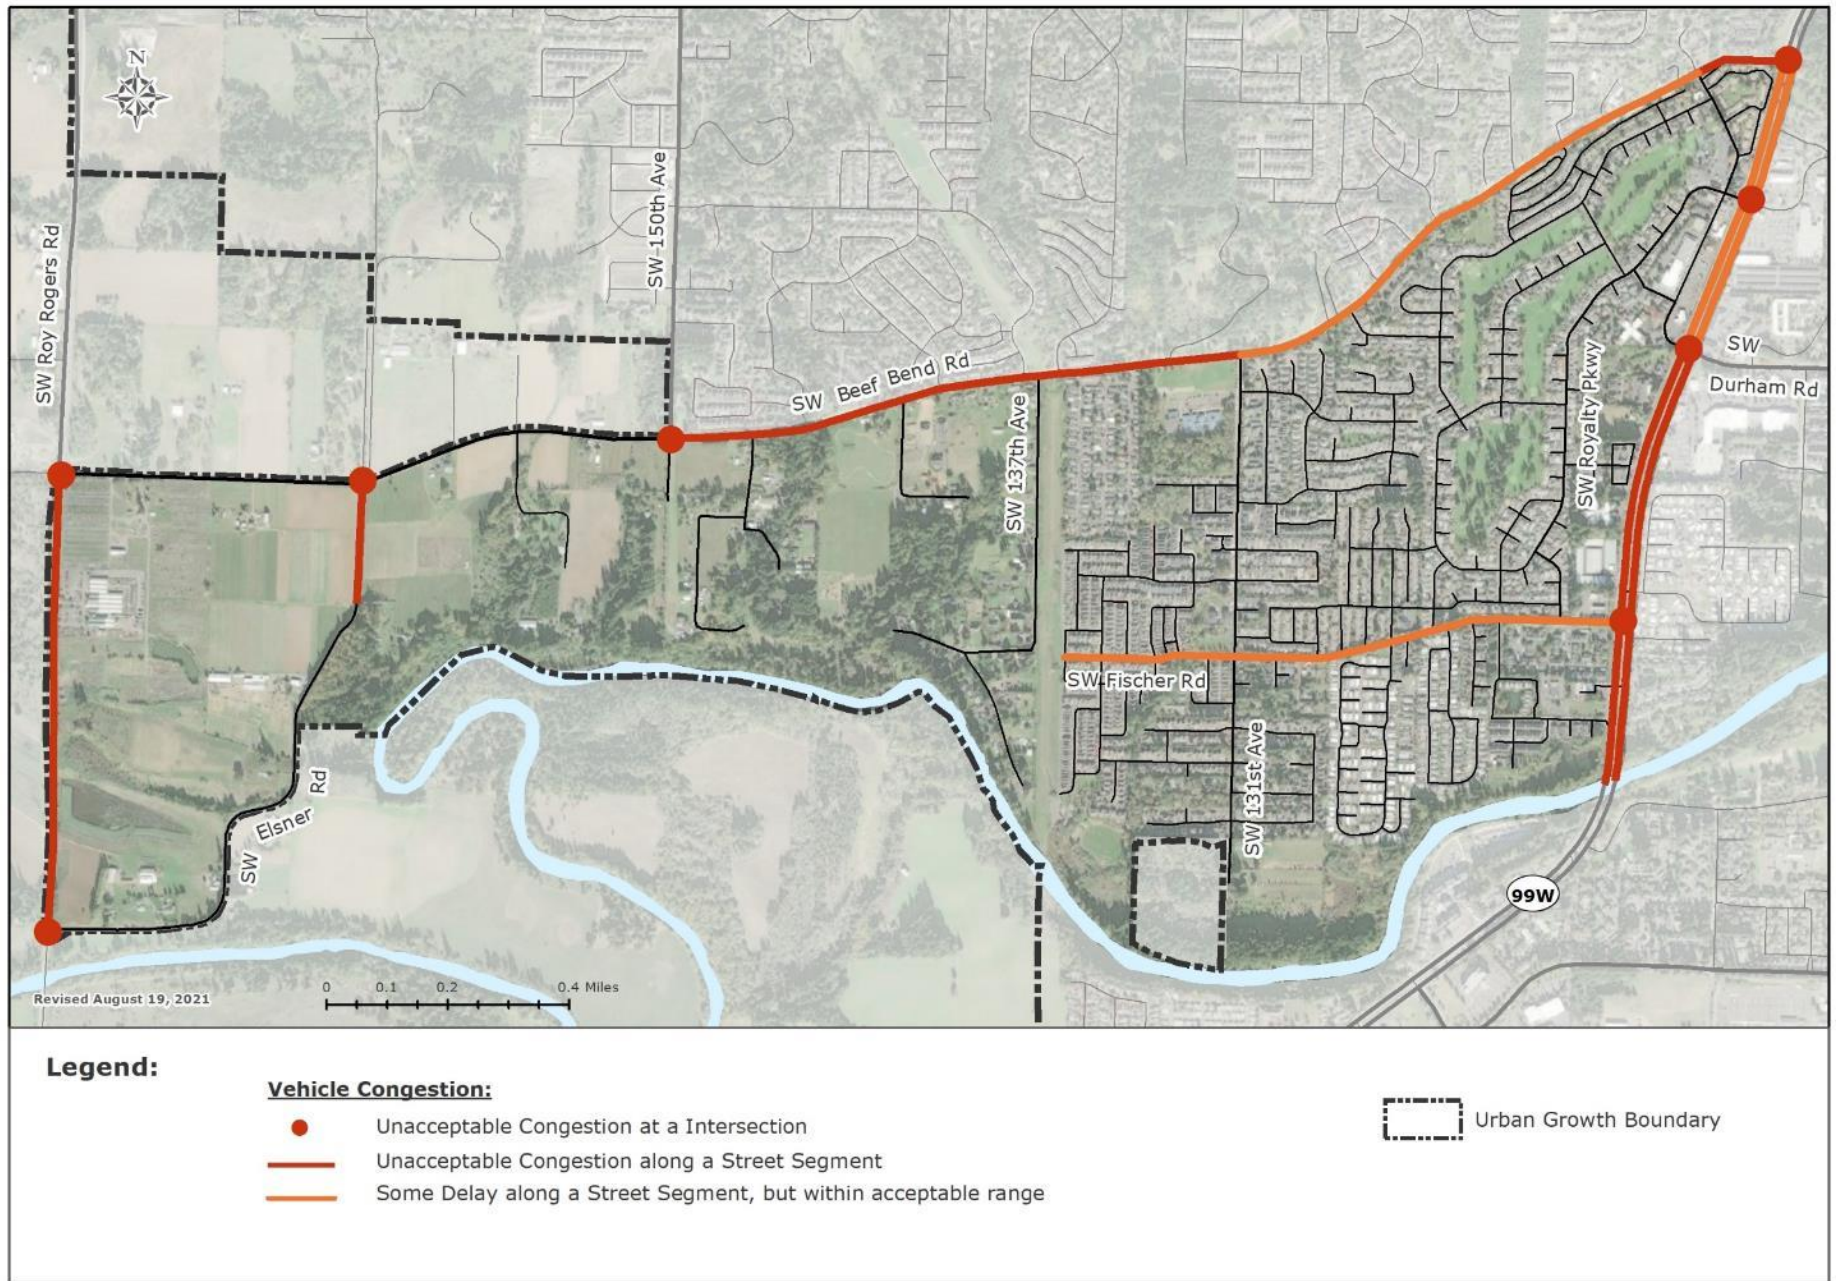 N
SW Roy Rogers Rd
SW 150th Ave
SW Beef Bend Rd
SW 137th Ave
SW Royalty Pkwy
SW
Durham Rd
SW Fischer Rd
SW 131st Ave
SW Elsner Rd
99W
0 0.1 0.2 0.4 Miles
Revised August 19, 2021
Legend:
Vehicle Congestion:
Unacceptable Congestion at a Intersection
Unacceptable Congestion along a Street Segment
Some Delay along a Street Segment, but within acceptable range
Urban Growth Boundary